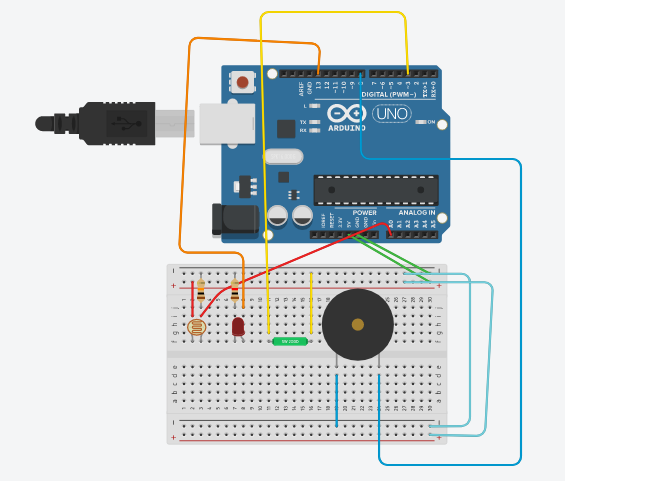 AREF
GND
13
12
~11
~10
~9
8
7
~6
~5
4
~3
2
TX→1
RX←0
DIGITAL (PWM~)
L
TX
RX
ARDUINO
UNO
ON
POWER
ANALOG IN
IOREF
RESET
3.3V
5V
GND
GND
Vin
A0
A1
A2
A3
A4
A5
SW 200D